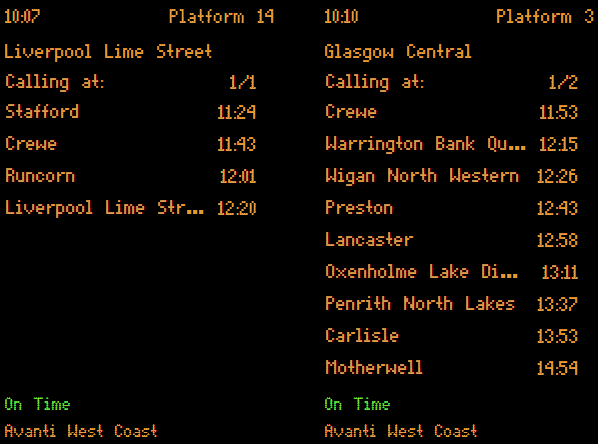 10:07 Platform 14
Liverpool Lime Street
Calling at: 1/1
Stafford 11:24
Crewe 11:43
Runcorn 12:01
Liverpool Lime Str... 12:20
On Time
Avanti West Coast
10:10 Platform 3
Glasgow Central
Calling at: 1/2
Crewe 11:53
Warrington Bank Qu... 12:15
Wigan North Western 12:26
Preston 12:43
Lancaster 12:58
Oxenholme Lake Di... 13:11
Penrith North Lakes 13:37
Carlisle 13:53
Motherwell 14:54
On Time
Avanti West Coast